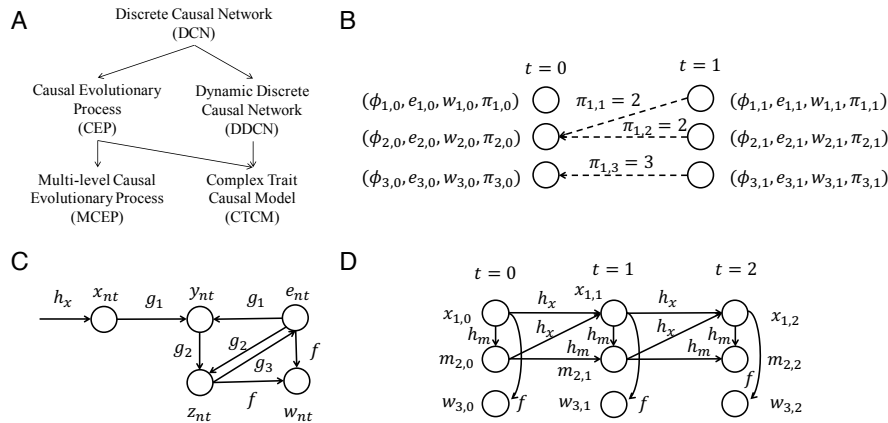 A
Discrete Causal Network
(DCN)
Causal Evolutionary
Process
(CEP)
Dynamic Discrete
Causal Network
(DDCN)
Multi-level Causal
Evolutionary Process
(MCEP)
Complex Trait
Causal Model
(CTCM)
B
t = 0
t = 1
(ϕ1,0, e1,0, w1,0, π1,0)
π1,1 = 2
(ϕ1,1, e1,1, w1,1, π1,1)
(ϕ2,0, e2,0, w2,0, π2,0)
π1,2 = 2
(ϕ2,1, e2,1, w2,1, π2,1)
(ϕ3,0, e3,0, w3,0, π3,0)
π1,3 = 3
(ϕ3,1, e3,1, w3,1, π3,1)
C
hx
xnt
g1
ynt
g1
ent
g2
g2
g3
f
znt
f
wnt
D
t = 0
t = 1
t = 2
x1,0
hx
x1,1
hx
x1,2
hm
hx
hm
hx
hm
m2,0
hm
m2,1
hm
m2,2
w3,0
f
w3,1
f
f
w3,2